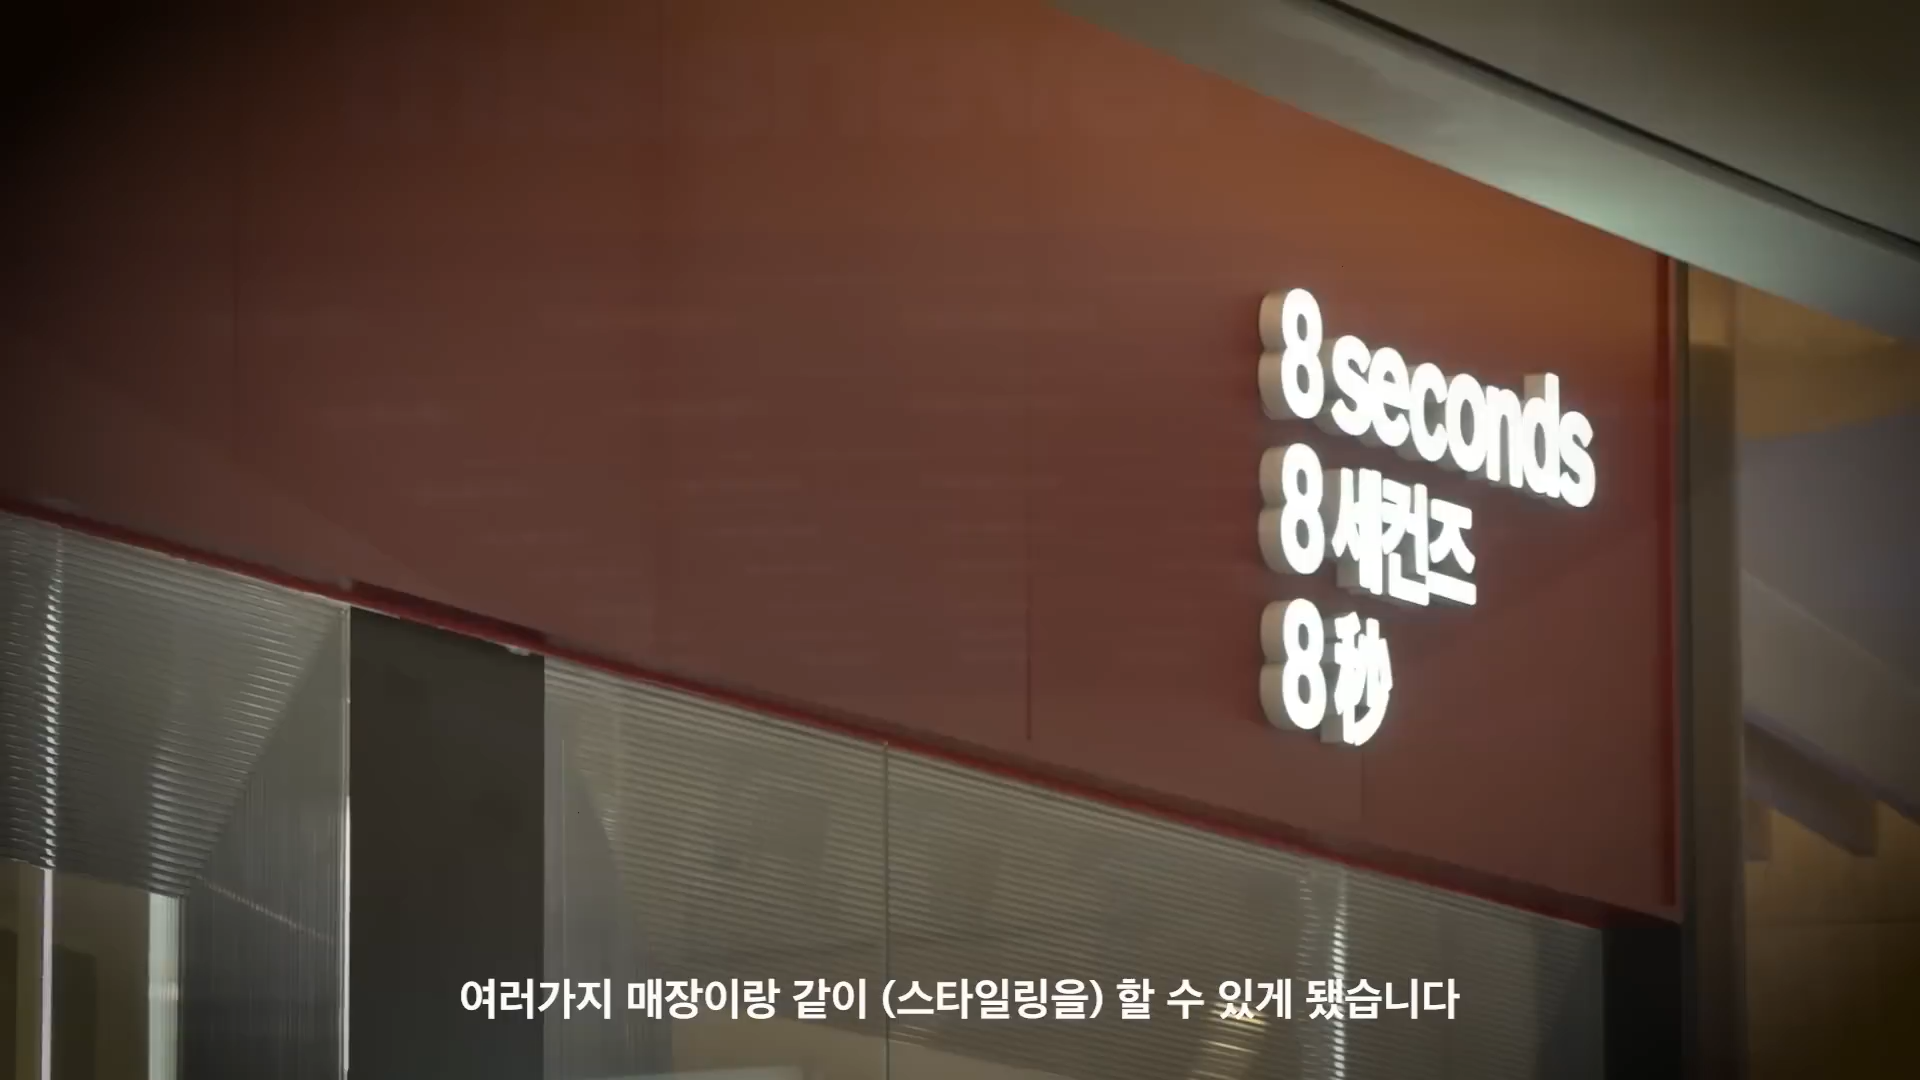 8 seconds
8 세컨즈
8 秒
여러가지 매장이랑 같이 (스타일링을) 할 수 있게 됐습니다